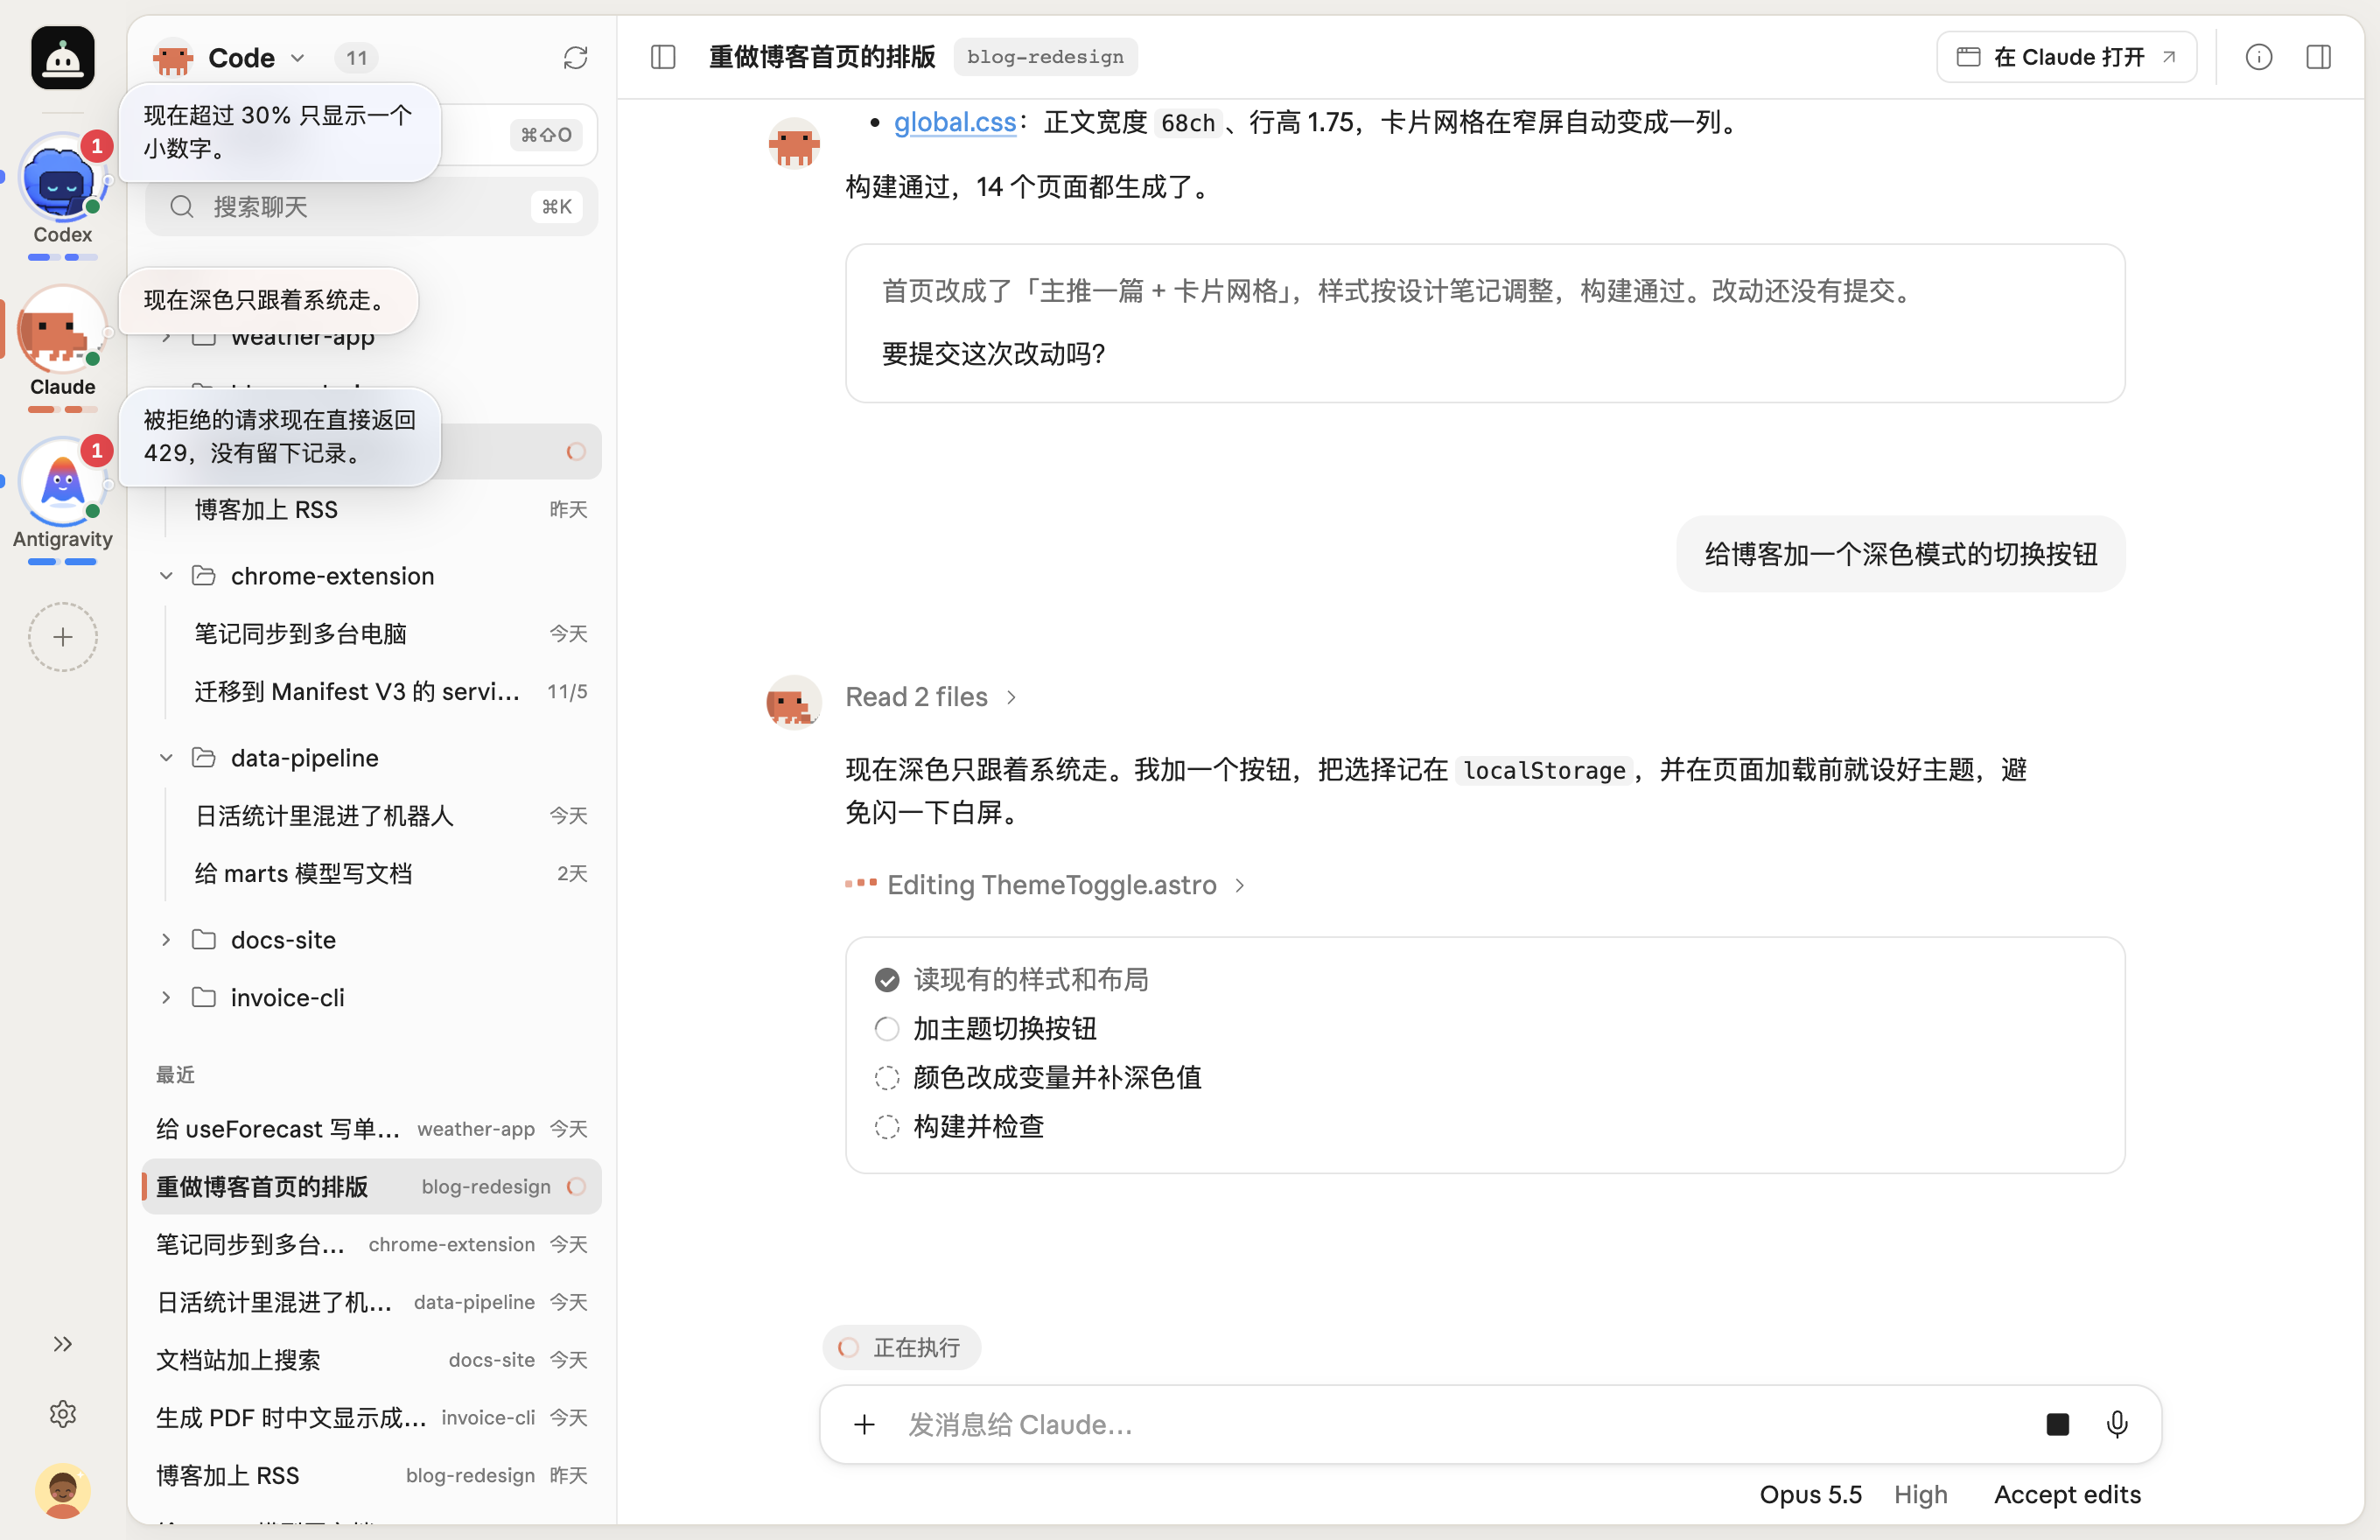 1
Codex
Claude
1
Antigravity
Code
11
现在超过 30% 只显示一个
小数字。
⌘⇧O
搜索聊天
⌘K
现在深色只跟着系统走。
weather-app
被拒绝的请求现在直接返回
429，没有留下记录。
博客加上 RSS
昨天
chrome-extension
笔记同步到多台电脑
今天
迁移到 Manifest V3 的 servi…
11/5
data-pipeline
日活统计里混进了机器人
今天
给 marts 模型写文档
2天
docs-site
invoice-cli
最近
给 useForecast 写单… weather-app 今天
重做博客首页的排版 blog-redesign
笔记同步到多台… chrome-extension 今天
日活统计里混进了机… data-pipeline 今天
文档站加上搜索 docs-site 今天
生成 PDF 时中文显示成… invoice-cli 今天
博客加上 RSS blog-redesign 昨天
重做博客首页的排版 blog-redesign
在 Claude 打开
global.css：正文宽度 68ch、行高 1.75，卡片网格在窄屏自动变成一列。
构建通过，14 个页面都生成了。
首页改成了「主推一篇 + 卡片网格」，样式按设计笔记调整，构建通过。改动还没有提交。
要提交这次改动吗？
给博客加一个深色模式的切换按钮
Read 2 files
现在深色只跟着系统走。我加一个按钮，把选择记在 localStorage，并在页面加载前就设好主题，避
免闪一下白屏。
Editing ThemeToggle.astro
读现有的样式和布局
加主题切换按钮
颜色改成变量并补深色值
构建并检查
正在执行
发消息给 Claude…
Opus 5.5 High Accept edits